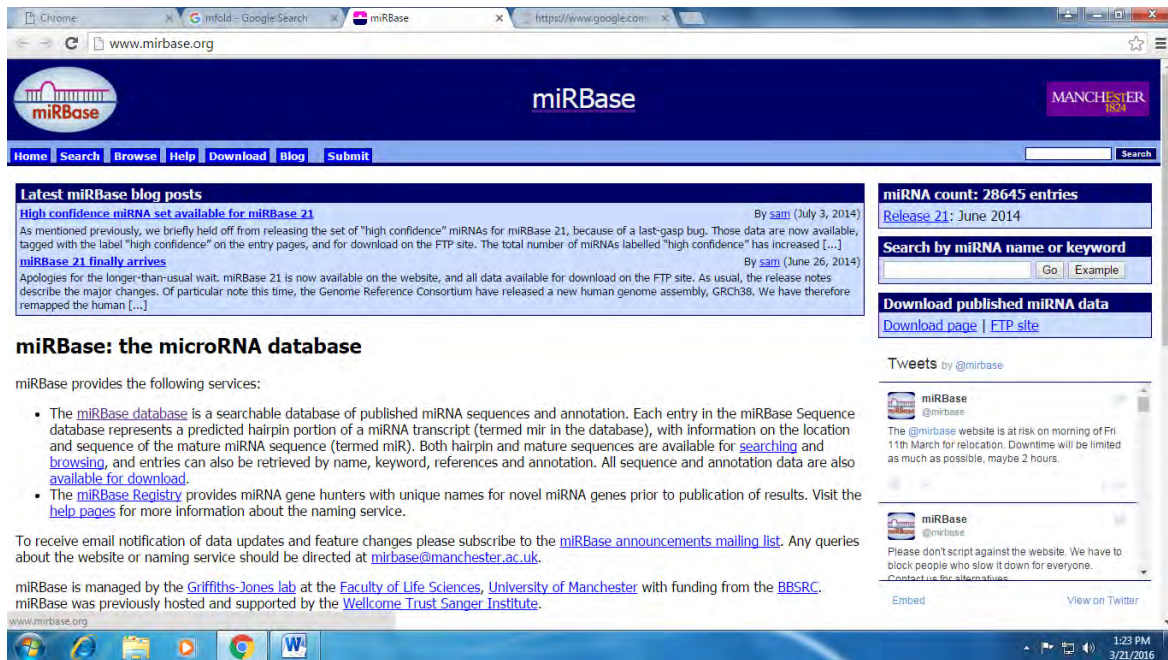 Chrome
mfold - Google Search
miRBase
https://www.google.com
www.mirbase.org
miRBase
miRBase
MANCHESTER
1824
Home Search Browse Help Download Blog Submit
Search
Latest miRBase blog posts
High confidence miRNA set available for miRBase 21 By sam (July 3, 2014)
As mentioned previously, we briefly held off from releasing the set of "high confidence" miRNAs for miRBase 21, because of a last-gasp bug. Those data are now available,
tagged with the label "high confidence" on the entry pages, and for download on the FTP site. The total number of miRNAs labelled "high confidence" has increased [...]
miRBase 21 finally arrives By sam (June 26, 2014)
Apologies for the longer-than-usual wait. miRBase 21 is now available on the website, and all data available for download on the FTP site. As usual, the release notes
describe the major changes. Of particular note this time, the Genome Reference Consortium have released a new human genome assembly, GRCh38. We have therefore
remapped the human [...]
miRBase: the microRNA database
miRBase provides the following services:
• The miRBase database is a searchable database of published miRNA sequences and annotation. Each entry in the miRBase Sequence
database represents a predicted hairpin portion of a miRNA transcript (termed mir in the database), with information on the location
and sequence of the mature miRNA sequence (termed miR). Both hairpin and mature sequences are available for searching and
browsing, and entries can also be retrieved by name, keyword, references and annotation. All sequence and annotation data are also
available for download.
• The miRBase Registry provides miRNA gene hunters with unique names for novel miRNA genes prior to publication of results. Visit the
help pages for more information about the naming service.
To receive email notification of data updates and feature changes please subscribe to the miRBase announcements mailing list. Any queries
about the website or naming service should be directed at mirbase@manchester.ac.uk.
miRBase is managed by the Griffiths-Jones lab at the Faculty of Life Sciences, University of Manchester with funding from the BBSRC.
miRBase was previously hosted and supported by the Wellcome Trust Sanger Institute.
www.mirbase.org
miRNA count: 28645 entries
Release 21: June 2014
Search by miRNA name or keyword
Go Example
Download published miRNA data
Download page | FTP site
Tweets by @mirbase
miRBase
@mirbase
The @mirbase website is at risk on morning of Fri
11th March for relocation. Downtime will be limited
as much as possible, maybe 2 hours.
miRBase
@mirbase
Please don't script against the website. We have to
block people who slow it down for everyone.
Contact us for alternatives
Embed View on Twitter
1:23 PM
3/21/2016